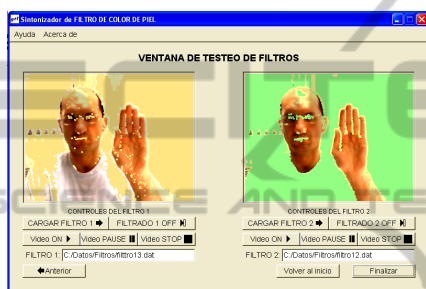 Sintonizador de FILTRO DE COLOR DE PIEL
Ayuda Acerca de
VENTANA DE TESTEO DE FILTROS
CONTROLES DEL FILTRO 1
CARGAR FILTRO 1 FILTRADO 1 OFF
Video ON Video PAUSE Video STOP
FILTRO 1: C:/Datos/Filtros/filtro13.dat
Anterior
CONTROLES DEL FILTRO 2
CARGAR FILTRO 2 FILTRADO 2 OFF
Video ON Video PAUSE Video STOP
FILTRO 2: C:/Datos/Filtros/filtro12.dat
Volver al inicio Finalizar
SCIENCE AND TE